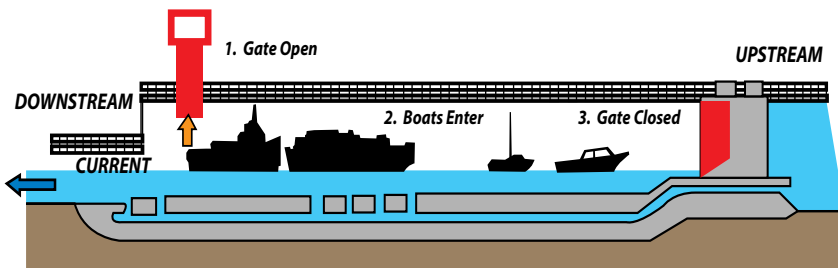 1. Gate Open
UPSTREAM
DOWNSTREAM
2. Boats Enter
3. Gate Closed
CURRENT